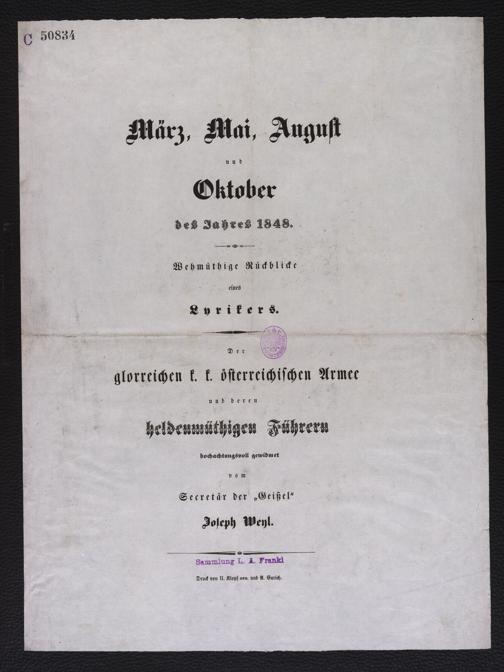 C 50834
März, Mai, August
und
Oktober
des Jahres 1848.
Wehmüthige Rückblicke
eines
Lyrikers.
Der
glorreichen k. k. österreichischen Armee
und deren
heldenmüthigen Führern
hochachtungsvoll gewidmet
vom
Secretär der „Geißel“
Joseph Weyl.
Sammlung L. A. Frankl
Druck von U. Klopf sen. und A. Eurich.